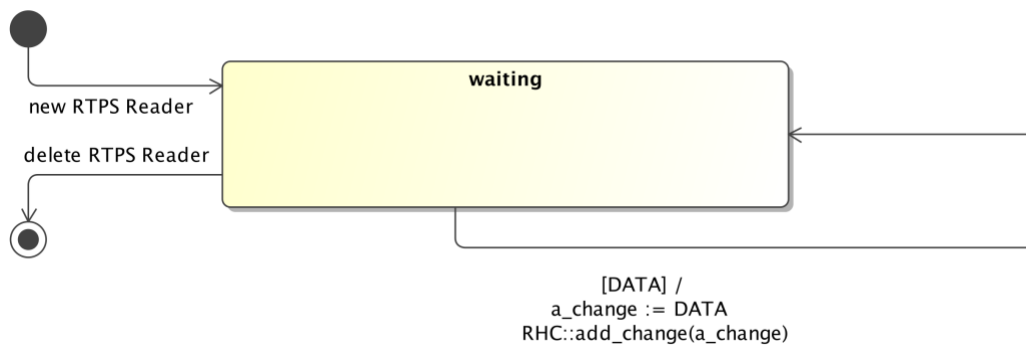 waiting
new RTPS Reader
delete RTPS Reader
[DATA] /
a_change := DATA
RHC::add_change(a_change)